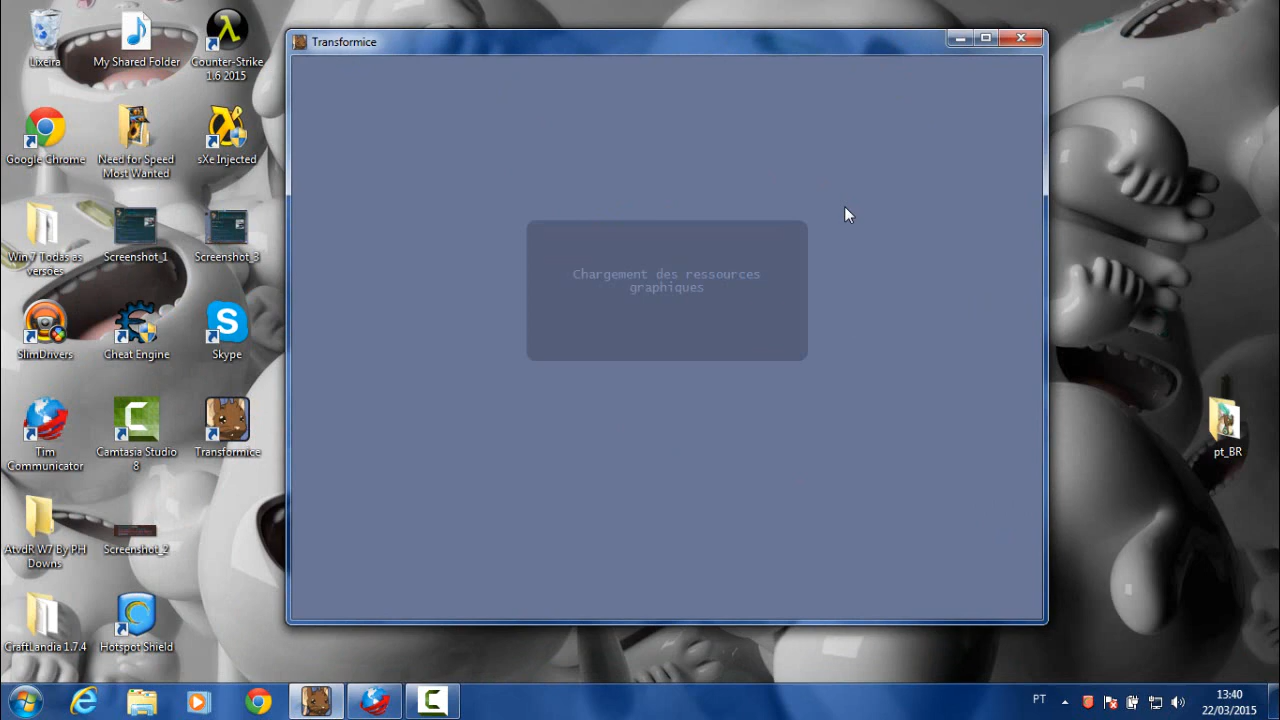 Transformice
Chargement des ressources
graphiques
Lixeira
My Shared Folder
Counter-Strike
1.6 2015
Google Chrome
Need for Speed
Most Wanted
sXe Injected
Win 7 Todas as
versões
Screenshot_1
Screenshot_3
SlimDrivers
Cheat Engine
Skype
Tim
Communicator
Camtasia Studio
8
Transformice
AtvdR W7 By PH
Downs
Screenshot_2
CraftLandia 1.7.4
Hotspot Shield
pt_BR
PT
13:40
22/03/2015